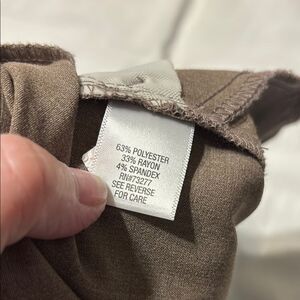 63% POLYESTER
33% RAYON
4% SPANDEX
RN#73277
SEE REVERSE
FOR CARE